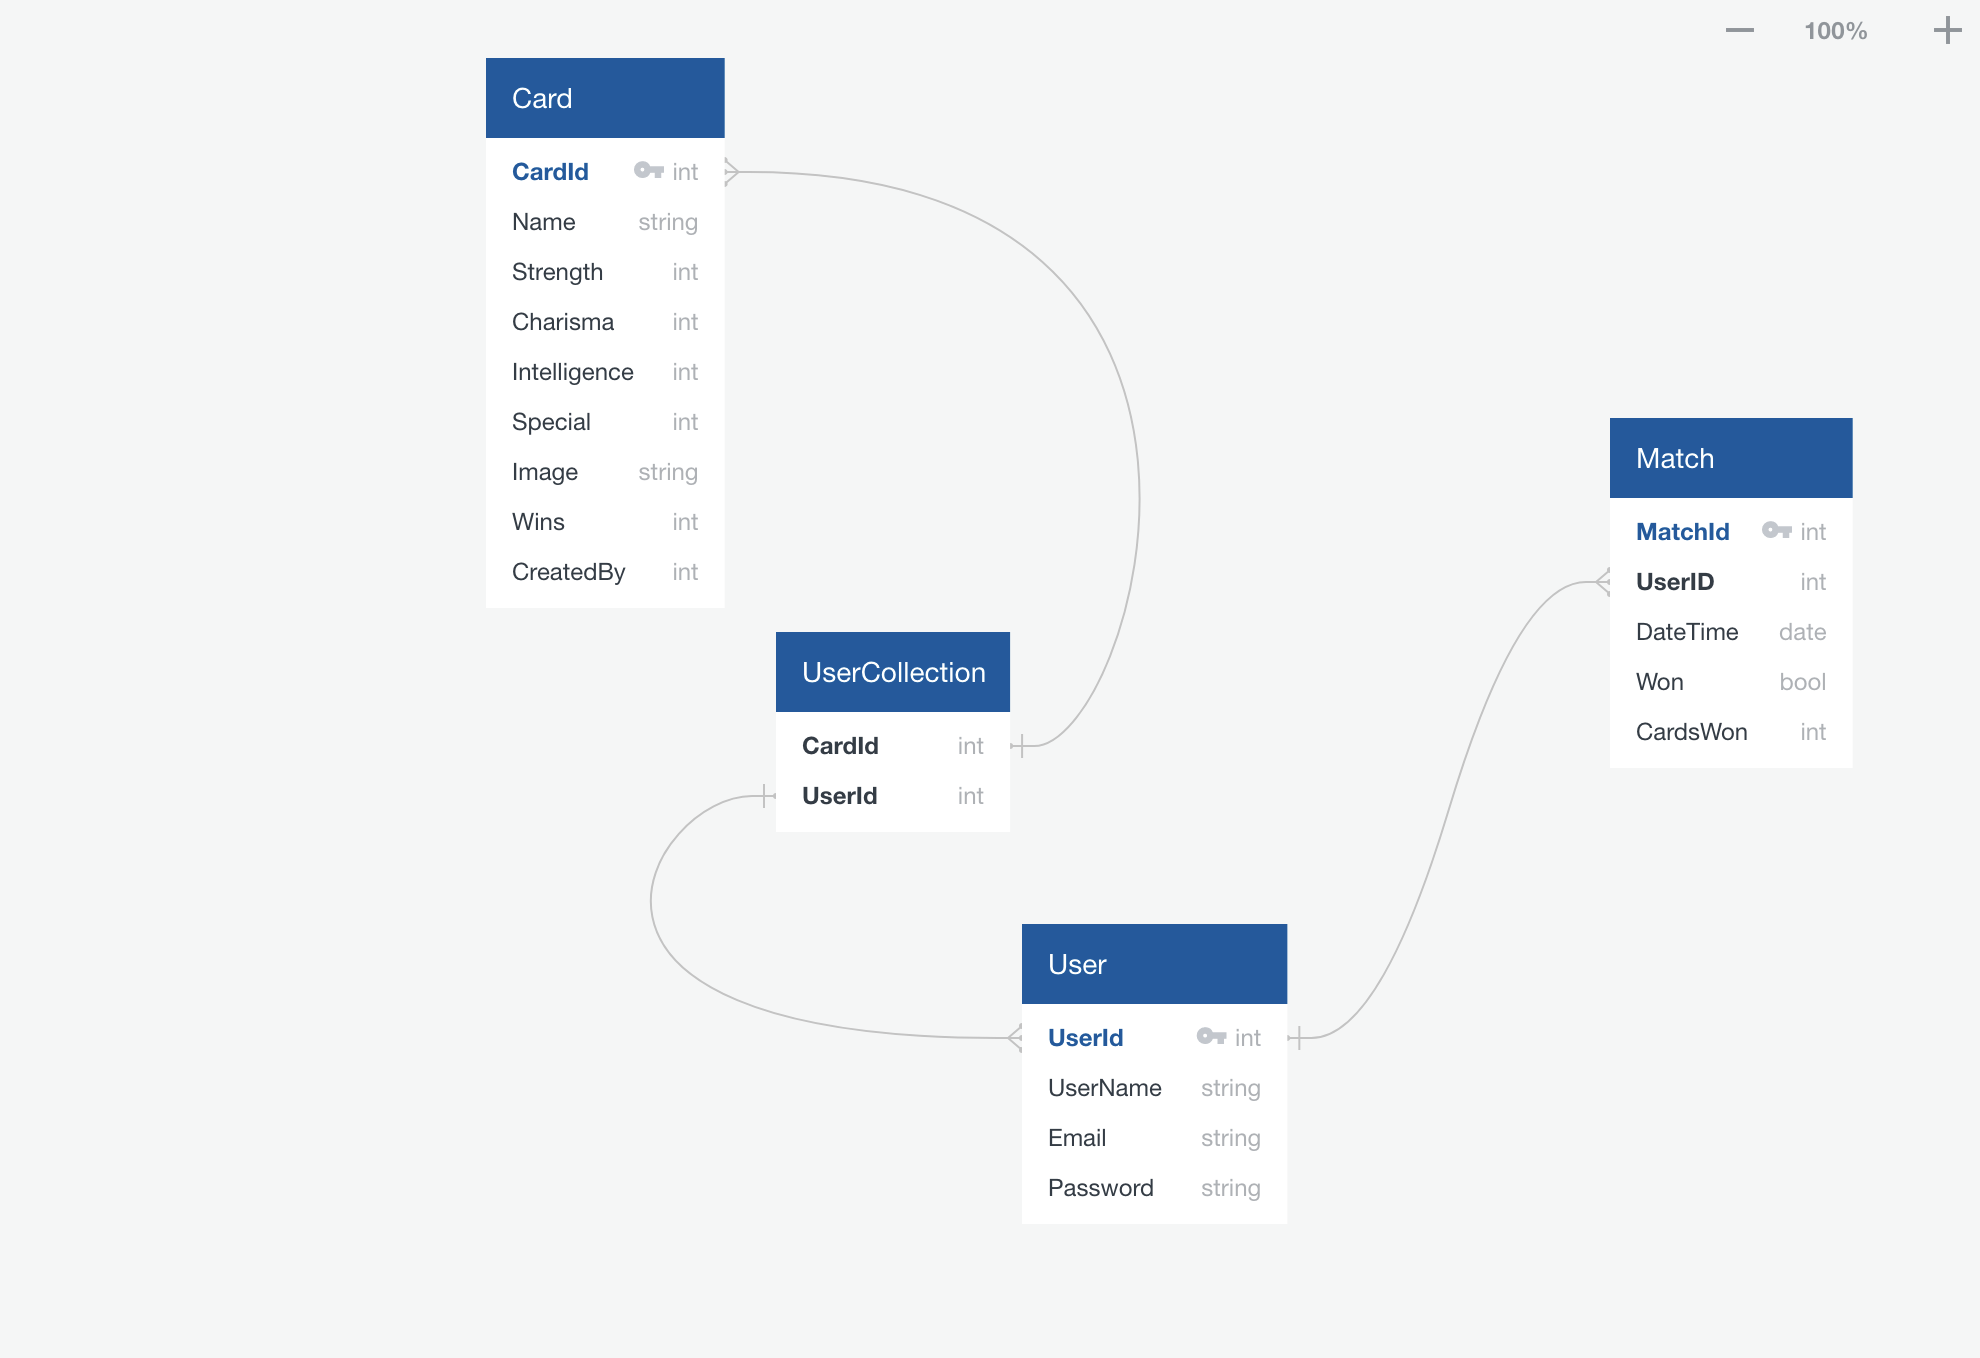 100%
Card
CardId int
Name string
Strength int
Charisma int
Intelligence int
Special int
Image string
Wins int
CreatedBy int
UserCollection
CardId int
UserId int
Match
MatchId int
UserID int
DateTime date
Won bool
CardsWon int
User
UserId int
UserName string
Email string
Password string